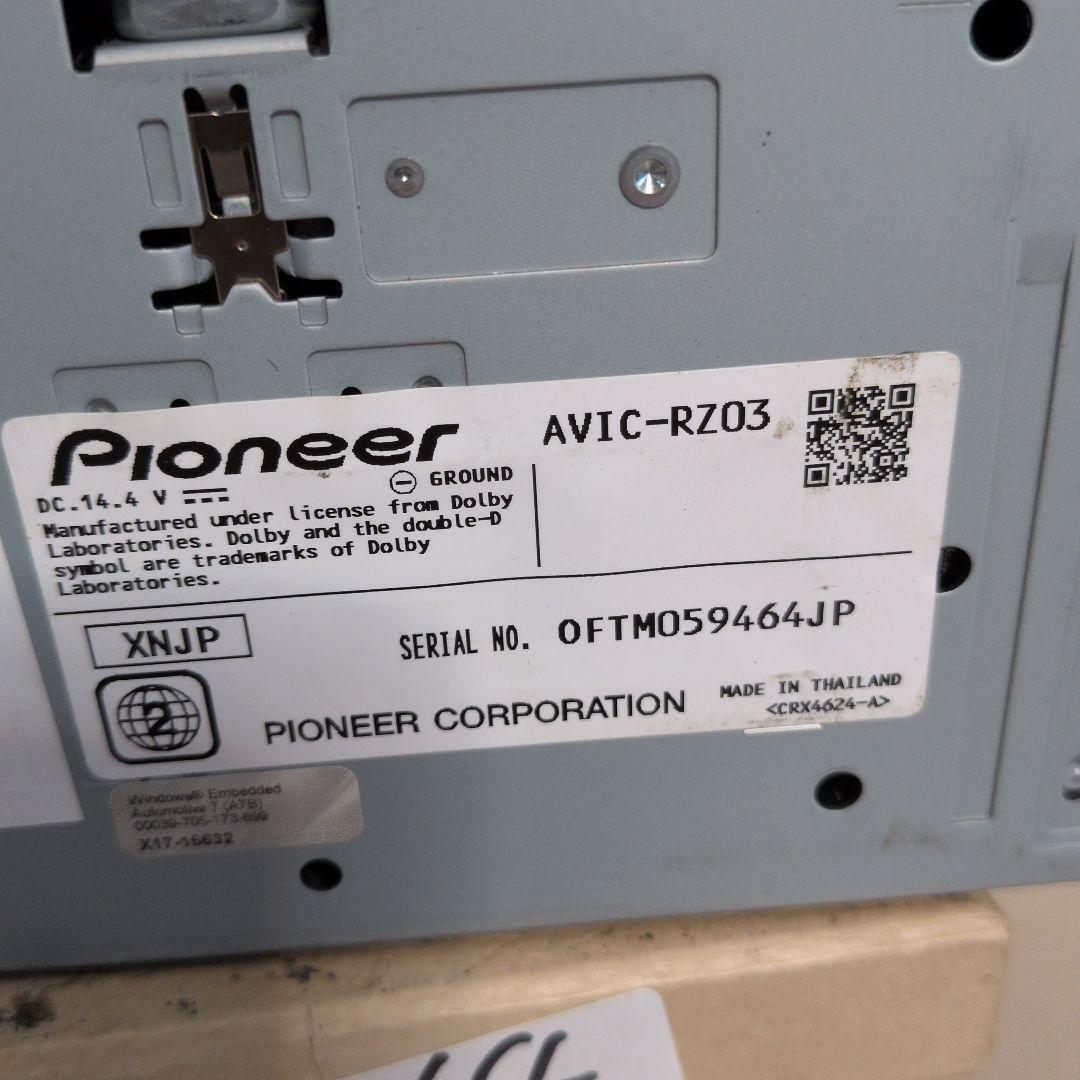 Pioneer
AVIC-RZ03
DC.14.4 V
GROUND
Manufactured under license from Dolby
Laboratories. Dolby and the double-D
symbol are trademarks of Dolby
Laboratories.
XNJP
SERIAL NO. OFTM059464JP
2
PIONEER CORPORATION
MADE IN THAILAND
<CRX4624-A>
Windows® Embedded
Automotive 7 (A7B)
00039-705-173-699
X17-16632